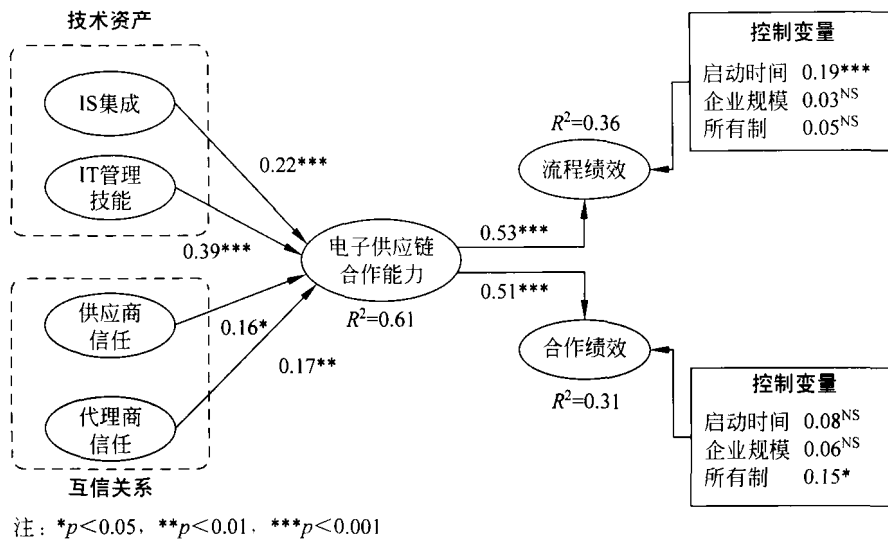 技术资产
IS集成
IT管理
技能
0.22***
0.39***
供应商
信任
代理商
信任
互信关系
0.16*
0.17**
电子供应链
合作能力
R²=0.61
0.53***
0.51***
R²=0.36
流程绩效
合作绩效
R²=0.31
控制变量
启动时间 0.19***
企业规模 0.03NS
所有制 0.05NS
控制变量
启动时间 0.08NS
企业规模 0.06NS
所有制 0.15*
注：*p<0.05，**p<0.01，***p<0.001